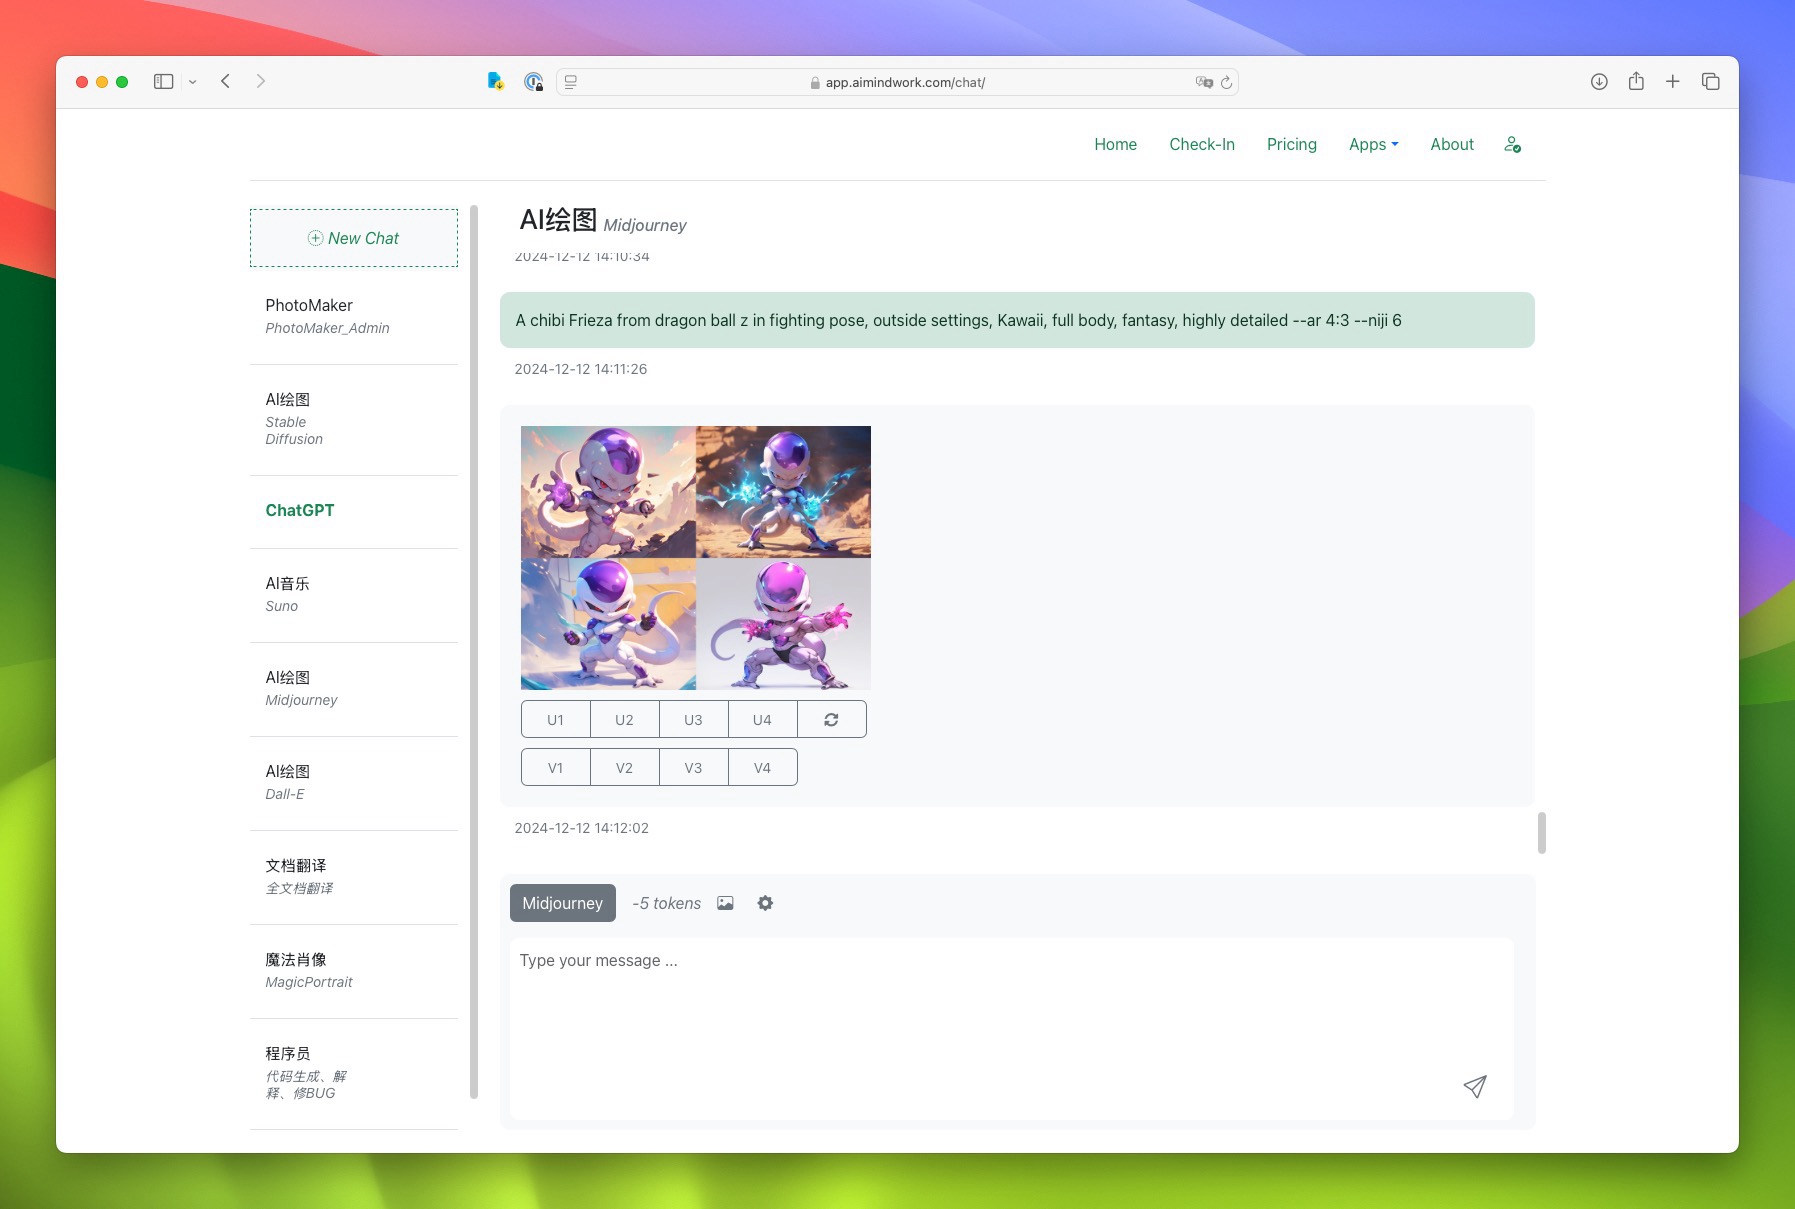 app.aimindwork.com/chat/
Home
Check-In
Pricing
Apps
About
New Chat
PhotoMaker
PhotoMaker_Admin
AI绘图
Stable
Diffusion
ChatGPT
AI音乐
Suno
AI绘图
Midjourney
AI绘图
Dall-E
文档翻译
全文档翻译
魔法肖像
MagicPortrait
程序员
代码生成、解
释、修BUG
AI绘图 Midjourney
2024-12-12 14:10:34
A chibi Frieza from dragon ball z in fighting pose, outside settings, Kawaii, full body, fantasy, highly detailed --ar 4:3 --niji 6
2024-12-12 14:11:26
U1
U2
U3
U4
V1
V2
V3
V4
2024-12-12 14:12:02
Midjourney
-5 tokens
Type your message ...